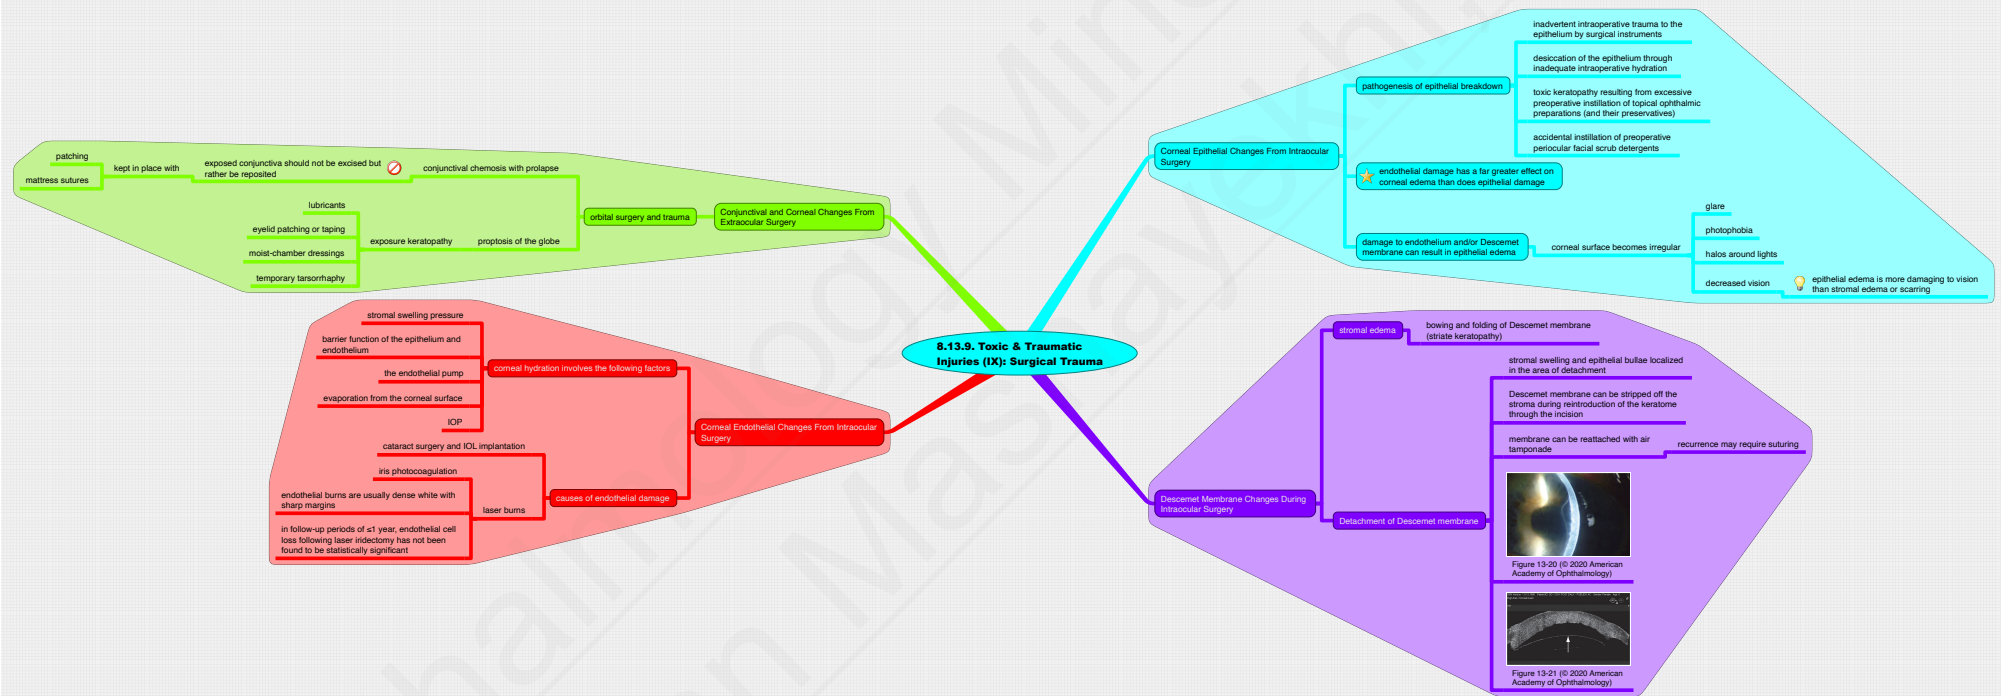 8.13.9. Toxic & Traumatic
Injuries (IX): Surgical Trauma
Corneal Epithelial Changes From Intraocular
Surgery
pathogenesis of epithelial breakdown
inadvertent intraoperative trauma to the
epithelium by surgical instruments
desiccation of the epithelium through
inadequate intraoperative hydration
toxic keratopathy resulting from excessive
preoperative instillation of topical ophthalmic
preparations (and their preservatives)
accidental instillation of preoperative
periocular facial scrub detergents
endothelial damage has a far greater effect on
corneal edema than does epithelial damage
damage to endothelium and/or Descemet
membrane can result in epithelial edema
corneal surface becomes irregular
glare
photophobia
halos around lights
decreased vision
epithelial edema is more damaging to vision
than stromal edema or scarring
Descemet Membrane Changes During
Intraocular Surgery
stromal edema
bowing and folding of Descemet membrane
(striate keratopathy)
Detachment of Descemet membrane
stromal swelling and epithelial bullae localized
in the area of detachment
Descemet membrane can be stripped off the
stroma during reintroduction of the keratome
through the incision
membrane can be reattached with air
tamponade
recurrence may require suturing
Figure 13-20 (© 2020 American
Academy of Ophthalmology)
Figure 13-21 (© 2020 American
Academy of Ophthalmology)
Conjunctival and Corneal Changes From
Extraocular Surgery
orbital surgery and trauma
conjunctival chemosis with prolapse
exposed conjunctiva should not be excised but
rather be reposited
kept in place with
patching
mattress sutures
proptosis of the globe
exposure keratopathy
lubricants
eyelid patching or taping
moist-chamber dressings
temporary tarsorrhaphy
Corneal Endothelial Changes From Intraocular
Surgery
corneal hydration involves the following factors
stromal swelling pressure
barrier function of the epithelium and
endothelium
the endothelial pump
evaporation from the corneal surface
IOP
causes of endothelial damage
cataract surgery and IOL implantation
laser burns
iris photocoagulation
endothelial burns are usually dense white with
sharp margins
in follow-up periods of ≤1 year, endothelial cell
loss following laser iridectomy has not been
found to be statistically significant